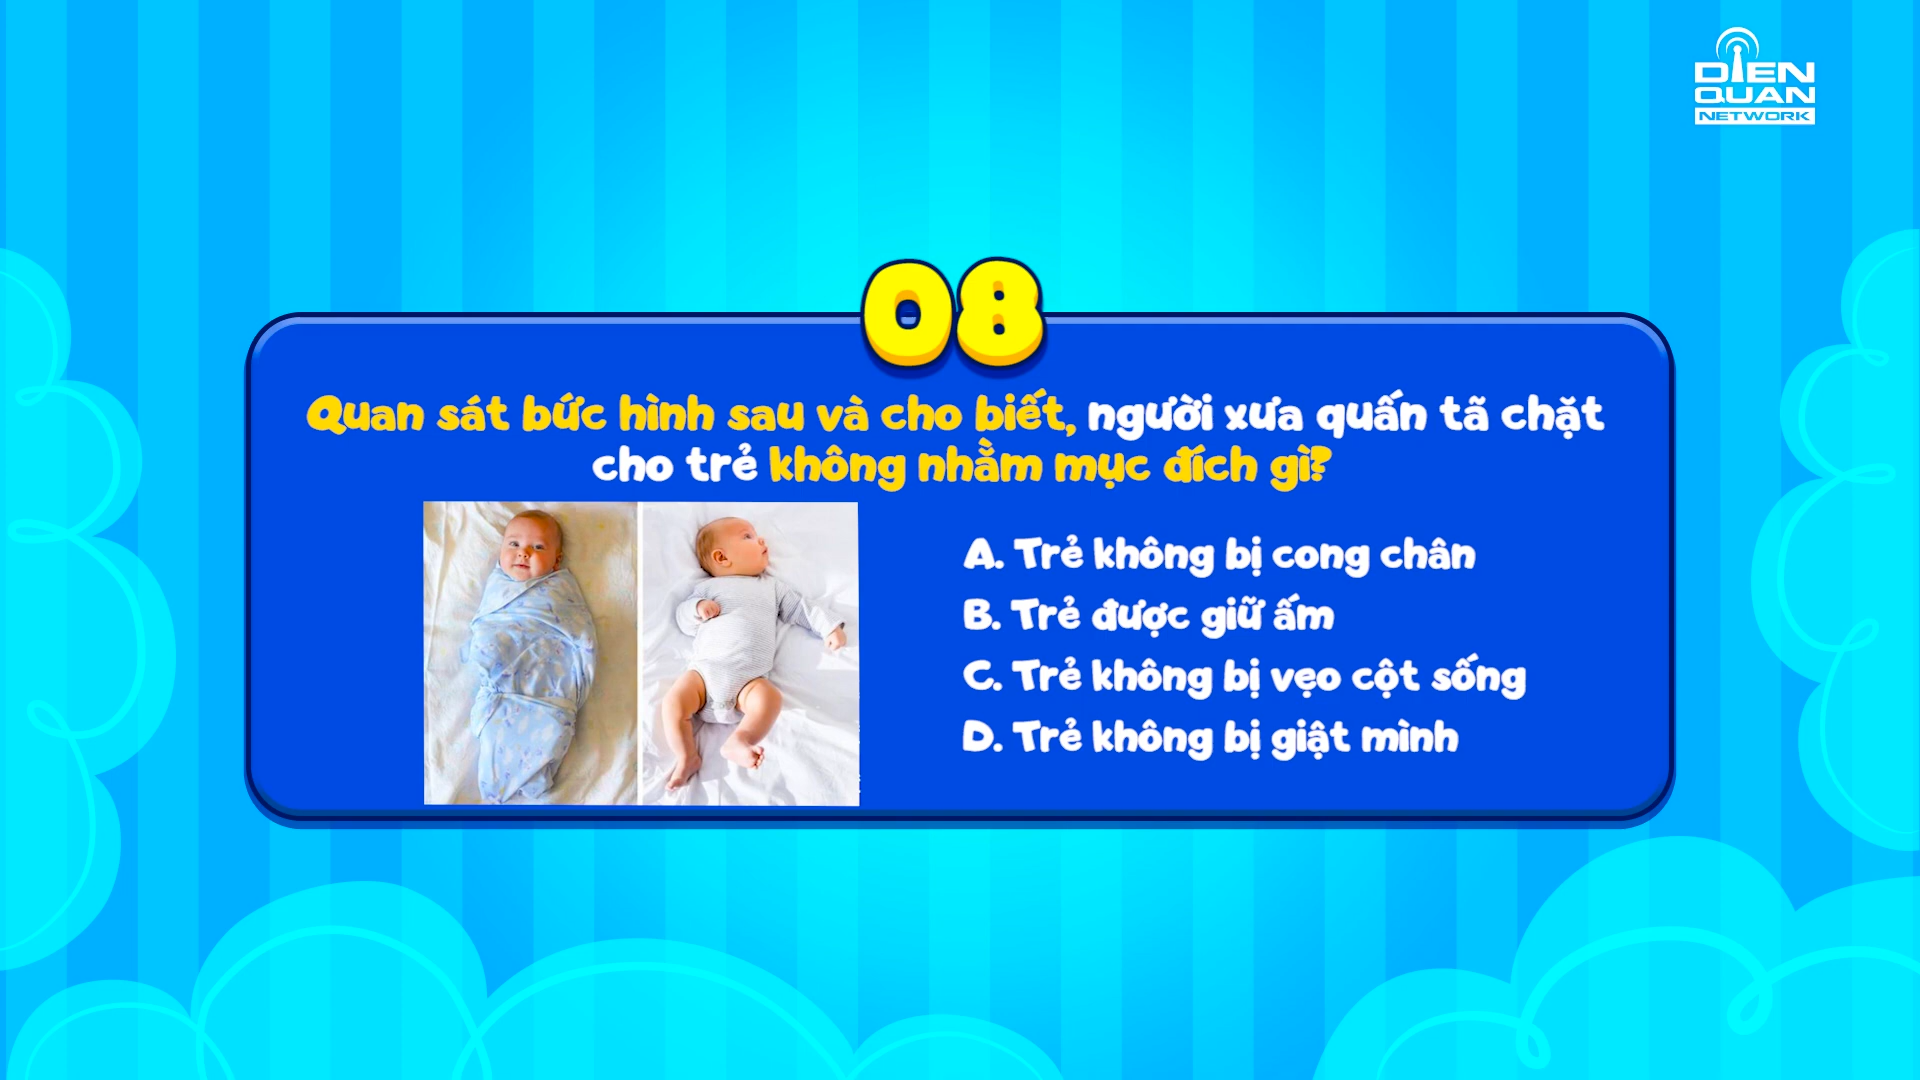 DIEN
QUAN
NETWORK
08
Quan sát bức hình sau và cho biết, người xưa quấn tã chặt
cho trẻ không nhằm mục đích gì?
A. Trẻ không bị cong chân
B. Trẻ được giữ ấm
C. Trẻ không bị vẹo cột sống
D. Trẻ không bị giật mình